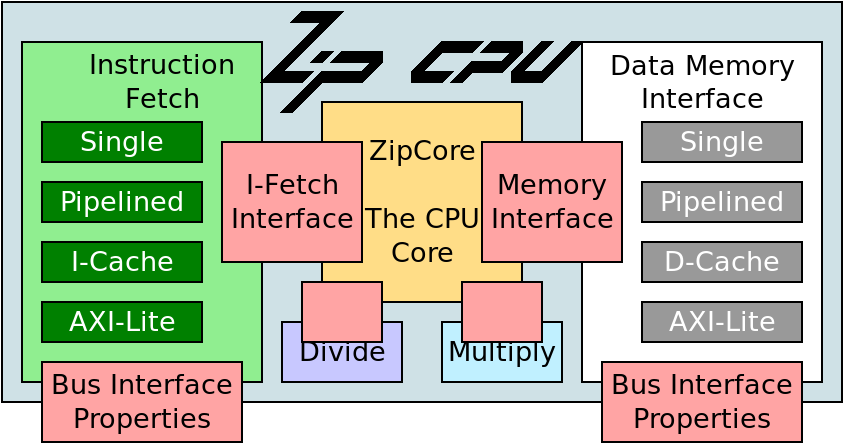 Zip CPU
Instruction
Fetch
Single
Pipelined
I-Cache
AXI-Lite
Bus Interface
Properties
I-Fetch
Interface
ZipCore
The CPU
Core
Memory
Interface
Divide
Multiply
Data Memory
Interface
Single
Pipelined
D-Cache
AXI-Lite
Bus Interface
Properties